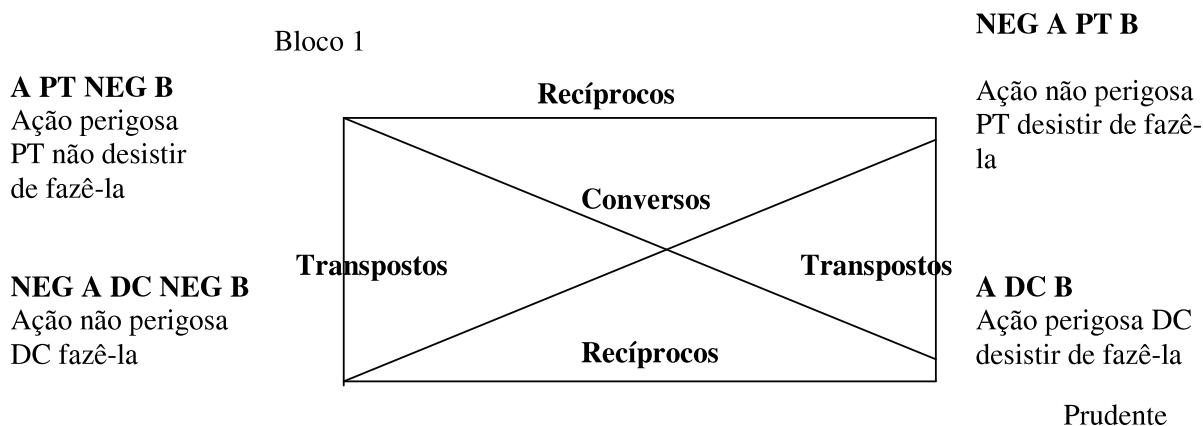 NEG A PT B
Bloco 1
A PT NEG B
Ação perigosa
PT não desistir
de fazê-la
Recíprocos
Ação não perigosa
PT desistir de fazê-
la
Conversos
Transpostos
Transpostos
NEG A DC NEG B
Ação não perigosa
DC fazê-la
A DC B
Ação perigosa DC
desistir de fazê-la
Recíprocos
Prudente